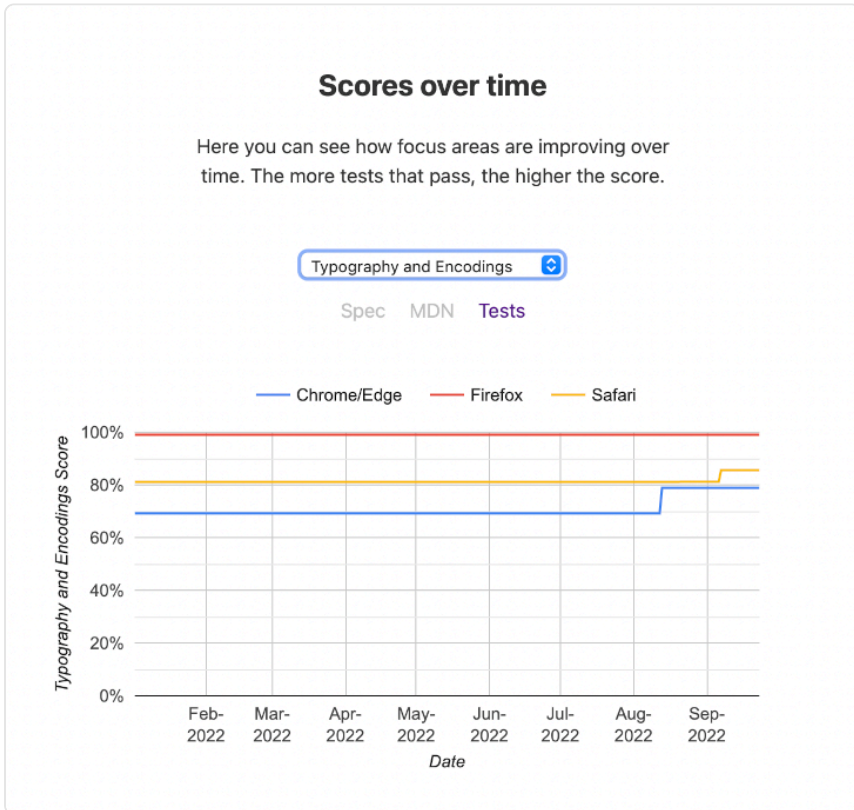 Scores over time
Here you can see how focus areas are improving over
time. The more tests that pass, the higher the score.
Typography and Encodings
Spec MDN Tests
Chrome/Edge Firefox Safari
Typography and Encodings Score
100%
80%
60%
40%
20%
0%
Feb- Mar- Apr- May- Jun- Jul- Aug- Sep-
2022 2022 2022 2022 2022 2022 2022 2022
Date